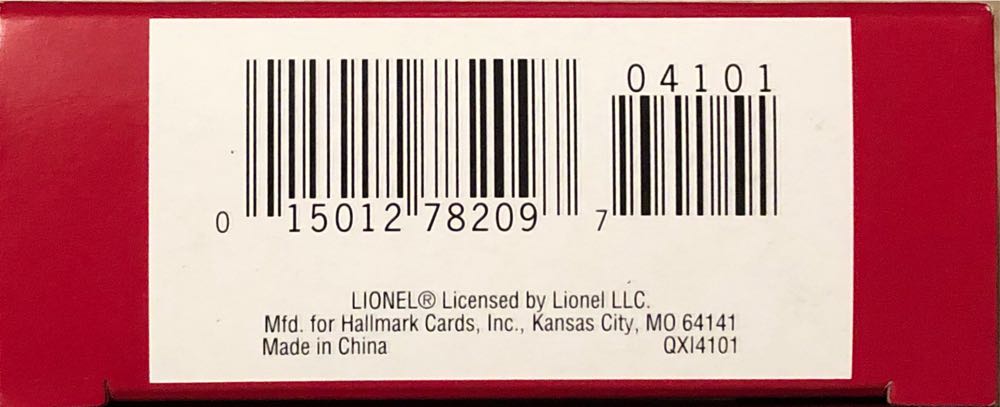 04101
0 15012 78209 7
LIONEL® Licensed by Lionel LLC.
Mfd. for Hallmark Cards, Inc., Kansas City, MO 64141
Made in China QXI4101